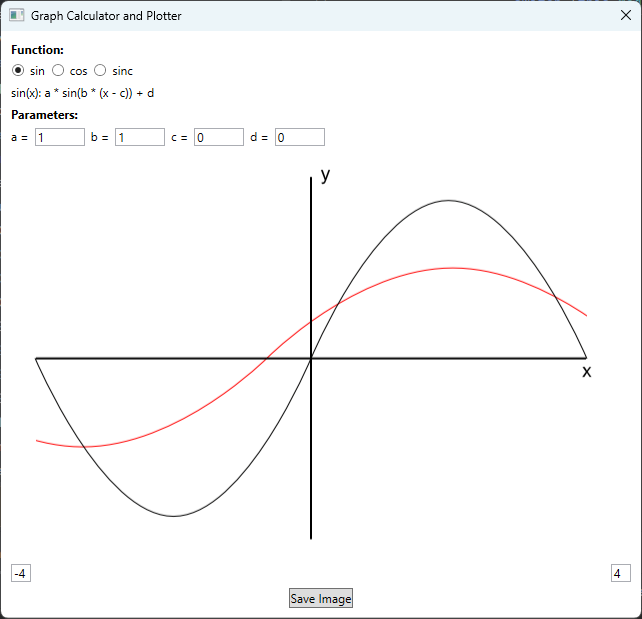 Graph Calculator and Plotter
Function:
sin cos sinc
sin(x): a * sin(b * (x - c)) + d
Parameters:
a = 1 b = 1 c = 0 d = 0
y
x
-4 4
Save Image